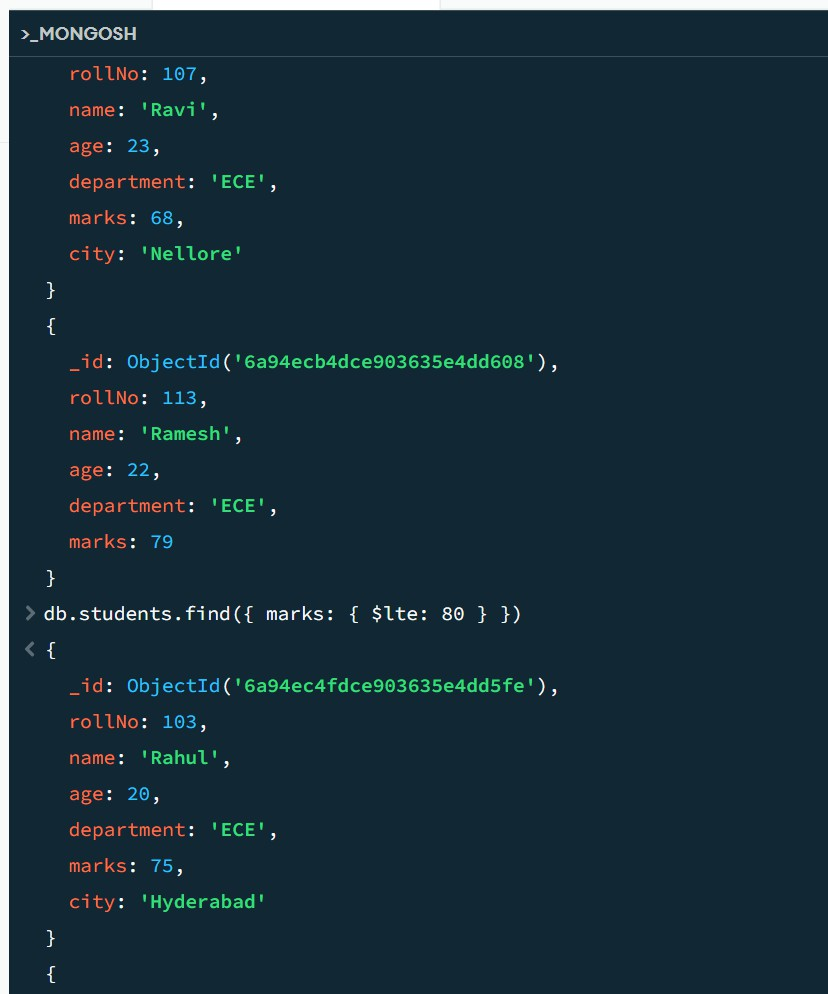 >_MONGOSH
rollNo: 107,
name: 'Ravi',
age: 23,
department: 'ECE',
marks: 68,
city: 'Nellore'
}
{
_id: ObjectId('6a94ecb4dce903635e4dd608'),
rollNo: 113,
name: 'Ramesh',
age: 22,
department: 'ECE',
marks: 79
}
> db.students.find({ marks: { $lte: 80 } })
< {
_id: ObjectId('6a94ec4fdce903635e4dd5fe'),
rollNo: 103,
name: 'Rahul',
age: 20,
department: 'ECE',
marks: 75,
city: 'Hyderabad'
}
{